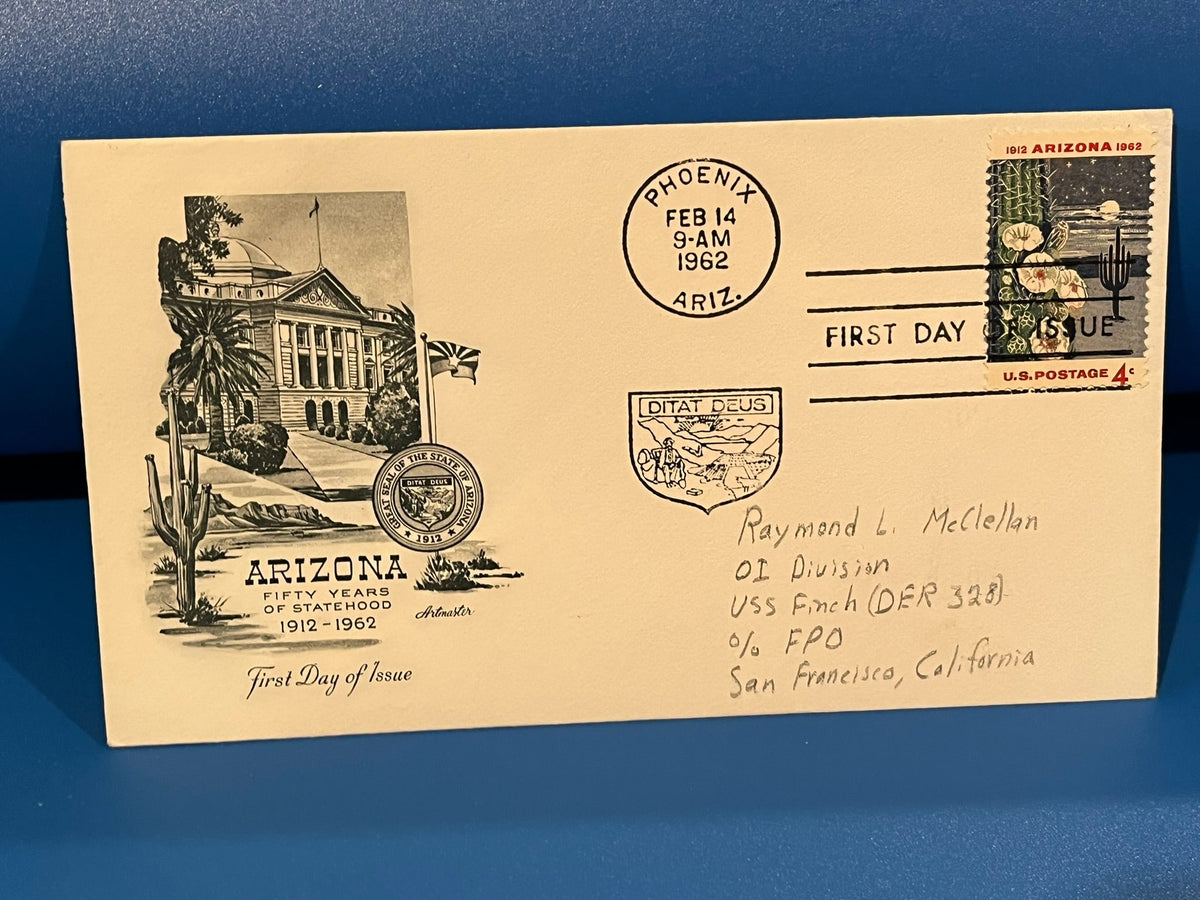 1912 ARIZONA 1962
U.S. POSTAGE 4c
PHOENIX
FEB 14
9-AM
1962
ARIZ.
FIRST DAY OF ISSUE
DITAT DEUS
GREAT SEAL OF THE STATE OF ARIZONA
DITAT DEUS
★ 1912 ★
ARIZONA
FIFTY YEARS
OF STATEHOOD
1912-1962
Artmaster
First Day of Issue
Raymond L. McClellan
OI Division
USS Finch (DER 328)
% FPO
San Francisco, California